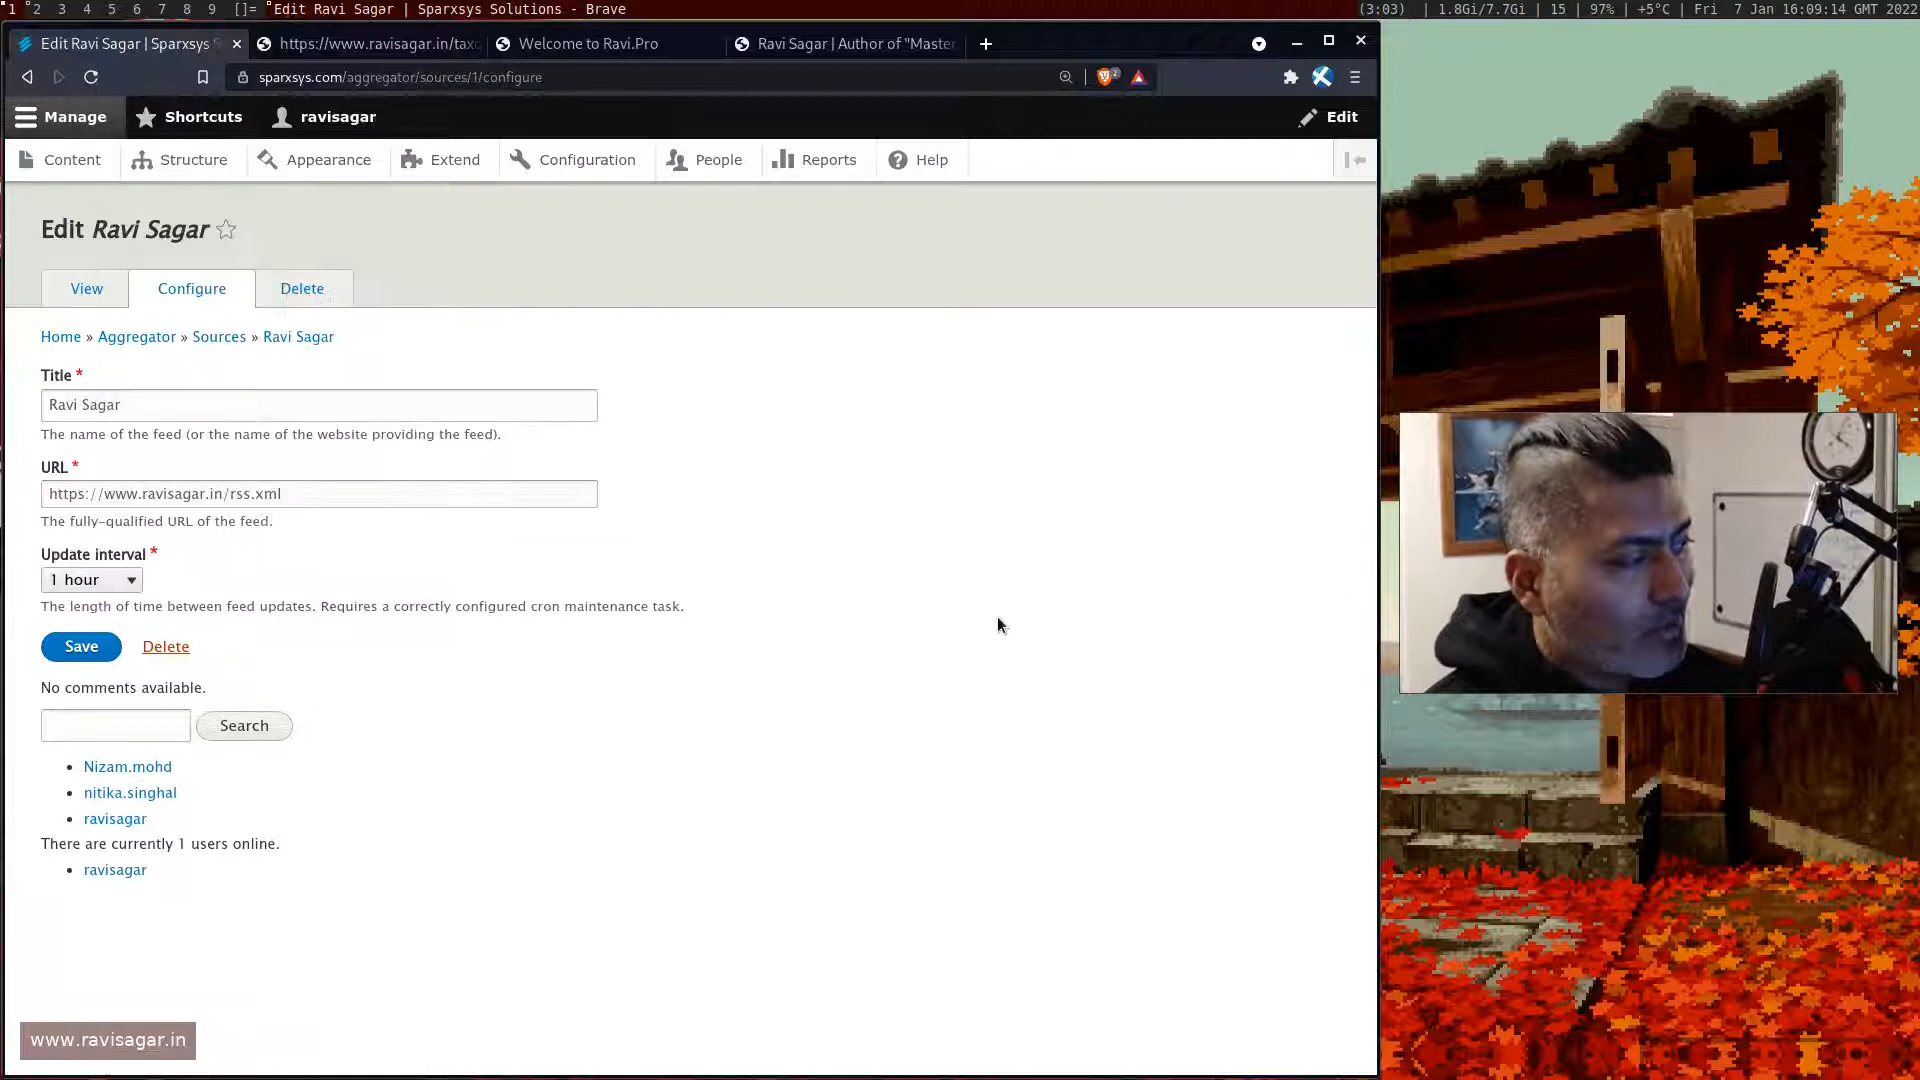 1 2 3 4 5 6 7 8 9 []= Edit Ravi Sagar | Sparxsys Solutions - Brave (3:03) | 1.8Gi/7.7Gi | 15 | 97% | +5°C | Fri 7 Jan 16:09:14 GMT 2022
Edit Ravi Sagar | Sparxsys S https://www.ravisagar.in/tax Welcome to Ravi.Pro Ravi Sagar | Author of "Master
sparxsys.com/aggregator/sources/1/configure 2
Manage Shortcuts ravisagar Edit
Content Structure Appearance Extend Configuration People Reports Help
Edit Ravi Sagar
View Configure Delete
Home » Aggregator » Sources » Ravi Sagar
Title *
Ravi Sagar
The name of the feed (or the name of the website providing the feed).
URL *
https://www.ravisagar.in/rss.xml
The fully-qualified URL of the feed.
Update interval *
1 hour
The length of time between feed updates. Requires a correctly configured cron maintenance task.
Save Delete
No comments available.
Search
Nizam.mohd
nitika.singhal
ravisagar
There are currently 1 users online.
ravisagar
www.ravisagar.in